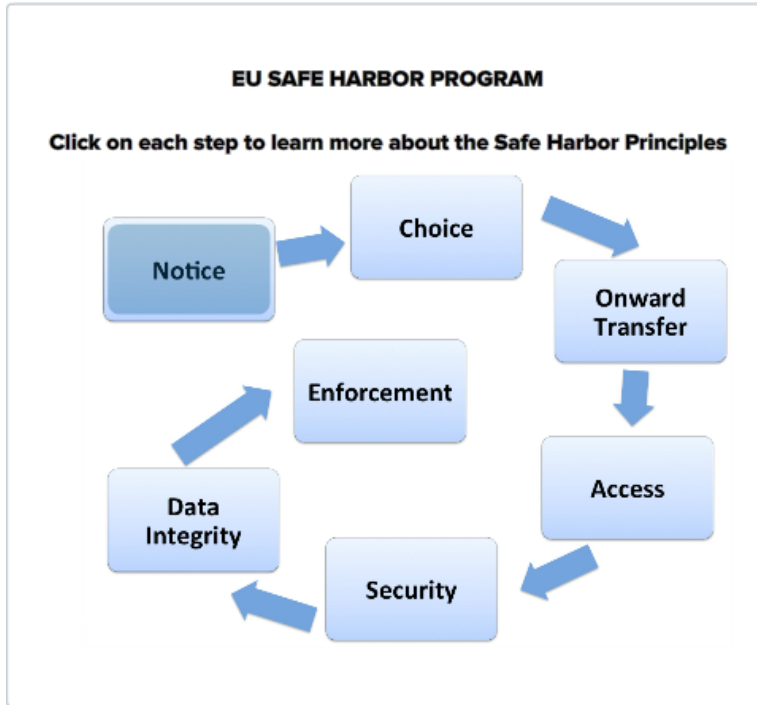 EU SAFE HARBOR PROGRAM
Click on each step to learn more about the Safe Harbor Principles
Notice
Choice
Onward
Transfer
Access
Security
Data
Integrity
Enforcement